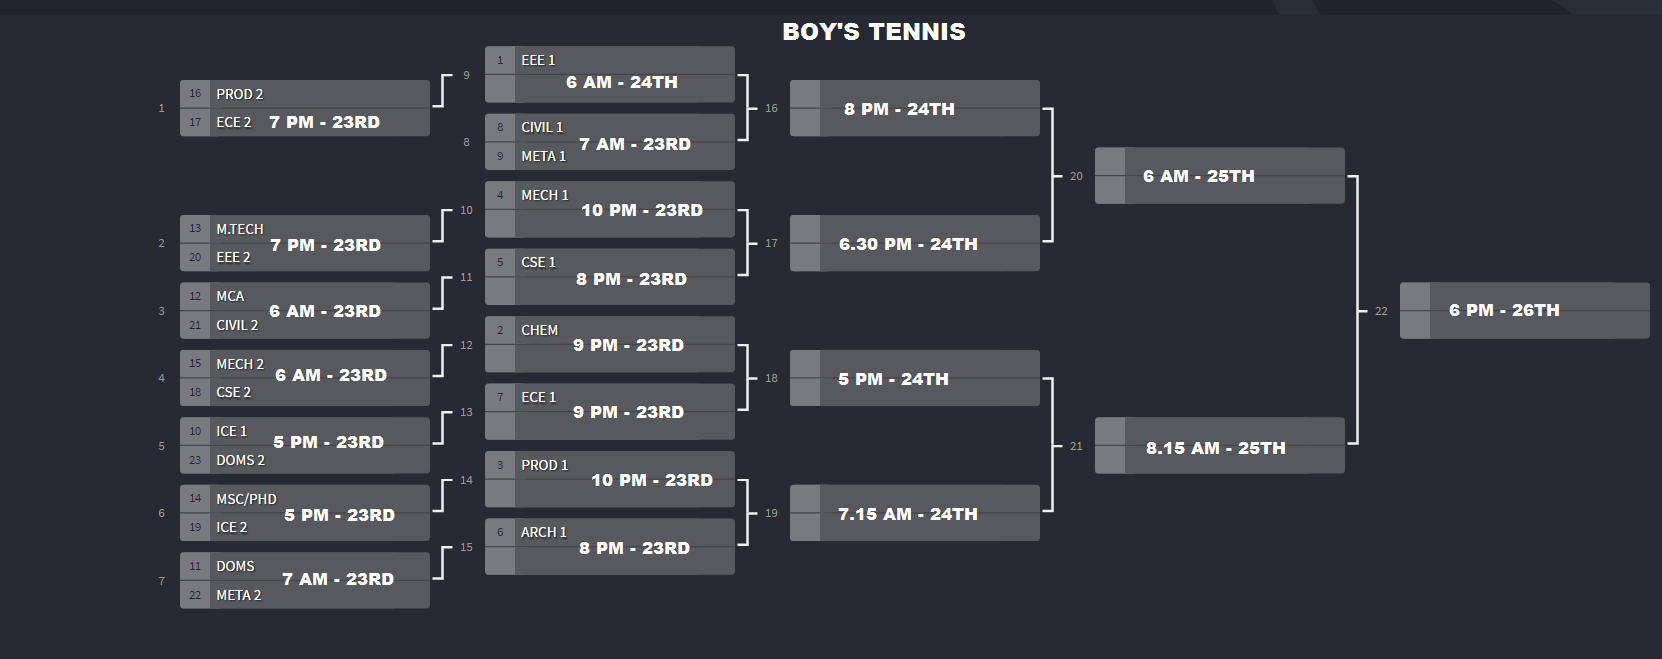 BOY'S TENNIS
1
16 PROD 2
17 ECE 2
7 PM - 23RD
2
13 M.TECH
20 EEE 2
7 PM - 23RD
3
12 MCA
21 CIVIL 2
6 AM - 23RD
4
15 MECH 2
18 CSE 2
6 AM - 23RD
5
10 ICE 1
23 DOMS 2
5 PM - 23RD
6
14 MSC/PHD
19 ICE 2
5 PM - 23RD
7
11 DOMS
22 META 2
7 AM - 23RD
9
1 EEE 1
6 AM - 24TH
8
8 CIVIL 1
9 META 1
7 AM - 23RD
10
4 MECH 1
10 PM - 23RD
11
5 CSE 1
8 PM - 23RD
12
2 CHEM
9 PM - 23RD
13
7 ECE 1
9 PM - 23RD
14
3 PROD 1
10 PM - 23RD
15
6 ARCH 1
8 PM - 23RD
16
8 PM - 24TH
17
6.30 PM - 24TH
18
5 PM - 24TH
19
7.15 AM - 24TH
20
6 AM - 25TH
21
8.15 AM - 25TH
22
6 PM - 26TH